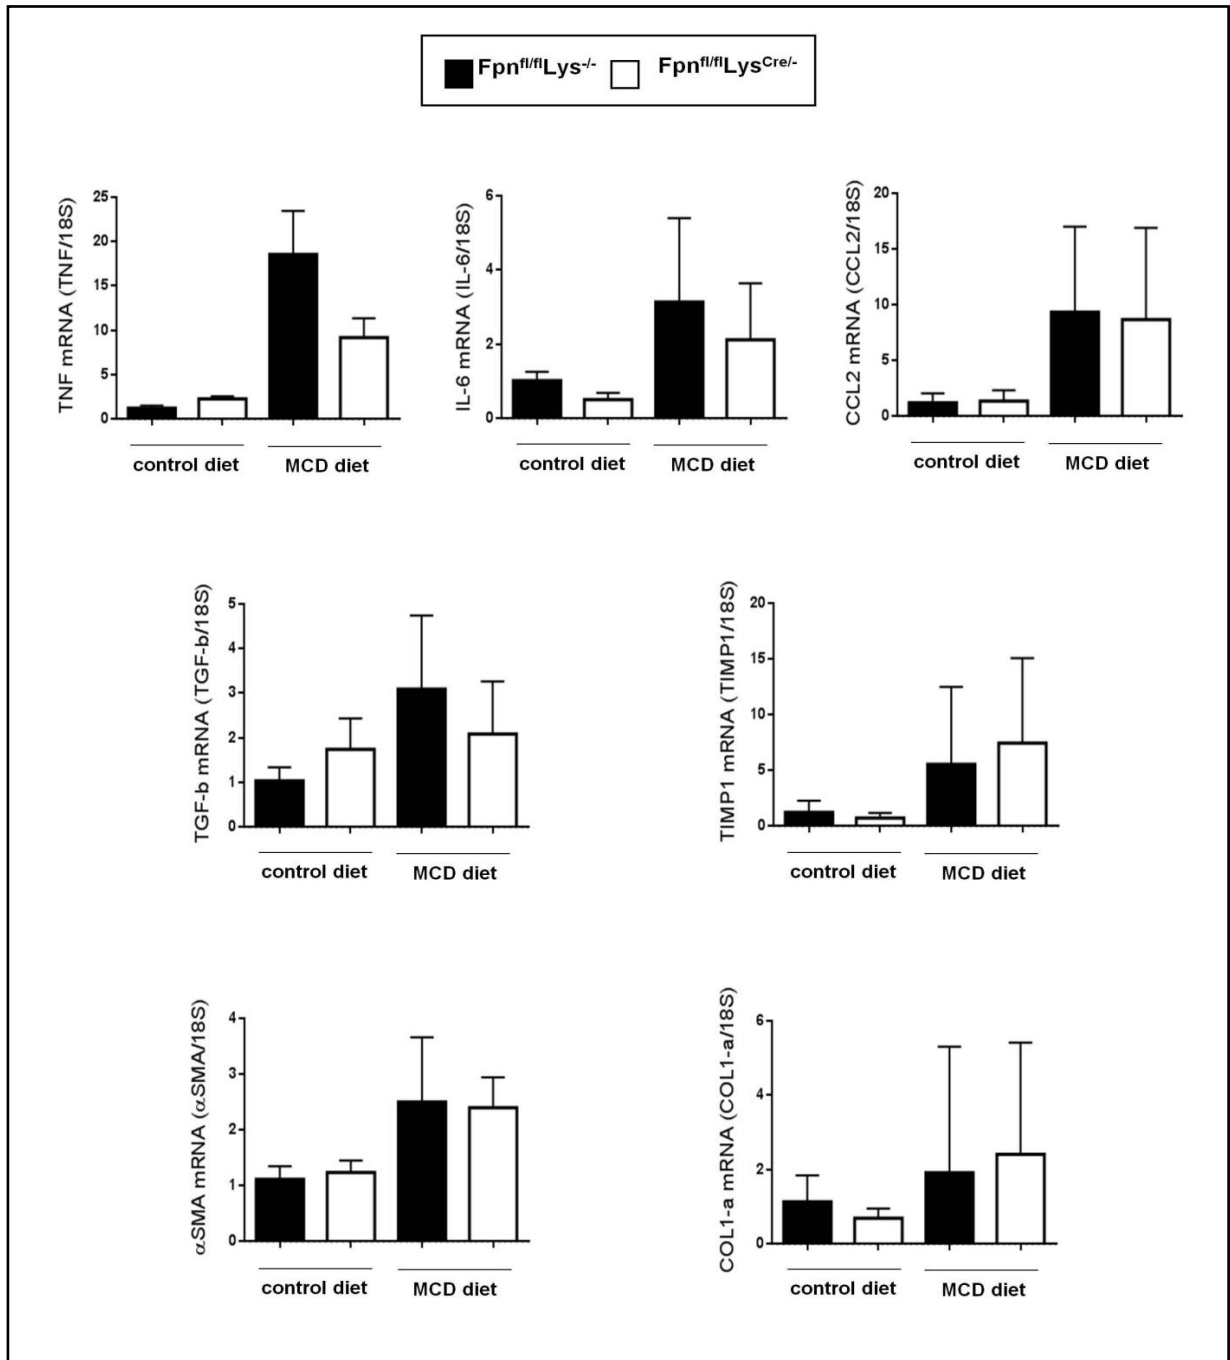 Fpn^fl/fl Lys^-/- Fpn^fl/fl Lys^Cre/-
TNF mRNA (TNF/18S)
25
20
15
10
5
0
control diet MCD diet
IL-6 mRNA (IL-6/18S)
6
4
2
0
control diet MCD diet
CCL2 mRNA (CCL2/18S)
20
15
10
5
0
control diet MCD diet
TGF-b mRNA (TGF-b/18S)
5
4
3
2
1
0
control diet MCD diet
TIMP1 mRNA (TIMP1/18S)
20
15
10
5
0
control diet MCD diet
αSMA mRNA (αSMA/18S)
4
3
2
1
0
control diet MCD diet
COL1-a mRNA (COL1-a/18S)
6
4
2
0
control diet MCD diet